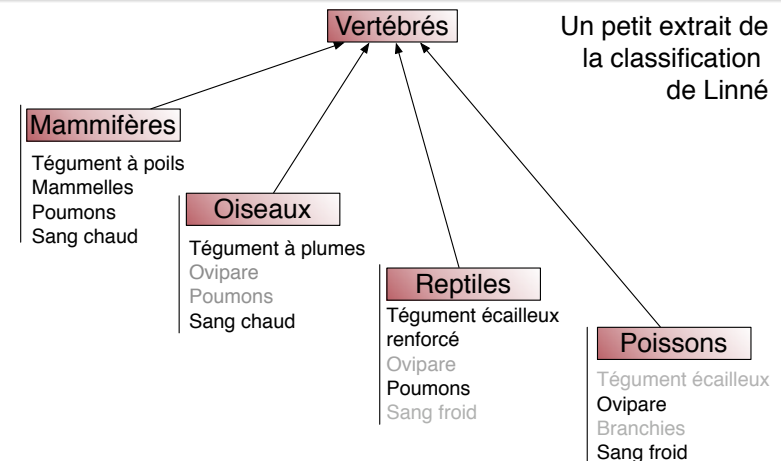 Vertébrés
Un petit extrait de
la classification
de Linné
Mammifères
Tégument à poils
Mammelles
Poumons
Sang chaud
Oiseaux
Tégument à plumes
Ovipare
Poumons
Sang chaud
Reptiles
Tégument écailleux
renforcé
Ovipare
Poumons
Sang froid
Poissons
Tégument écailleux
Ovipare
Branchies
Sang froid